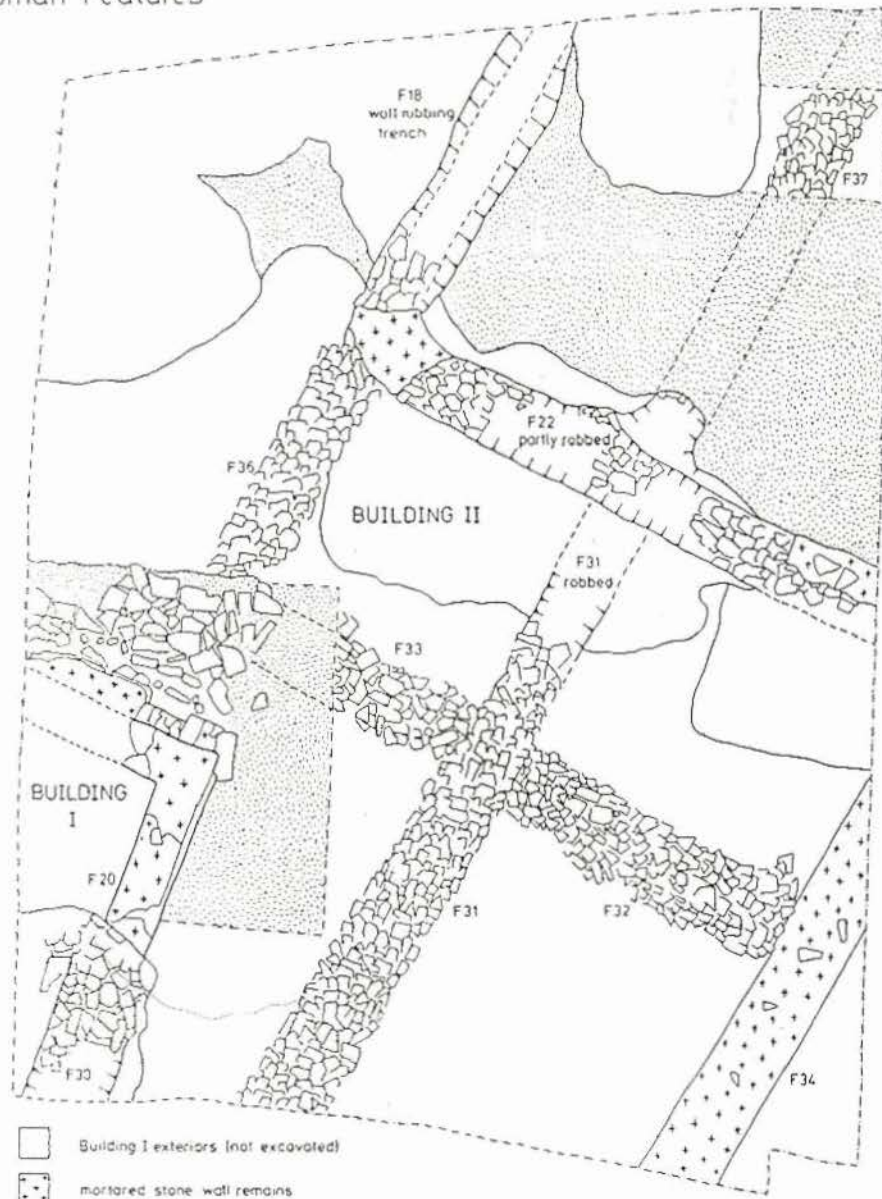 F18
wall robbing
trench
F37
F22
partly robbed
F36
BUILDING II
F31
robbed
F33
BUILDING
I
F20
F31
F32
F34
Building I exteriors (not excavated)
mortared stone wall remains